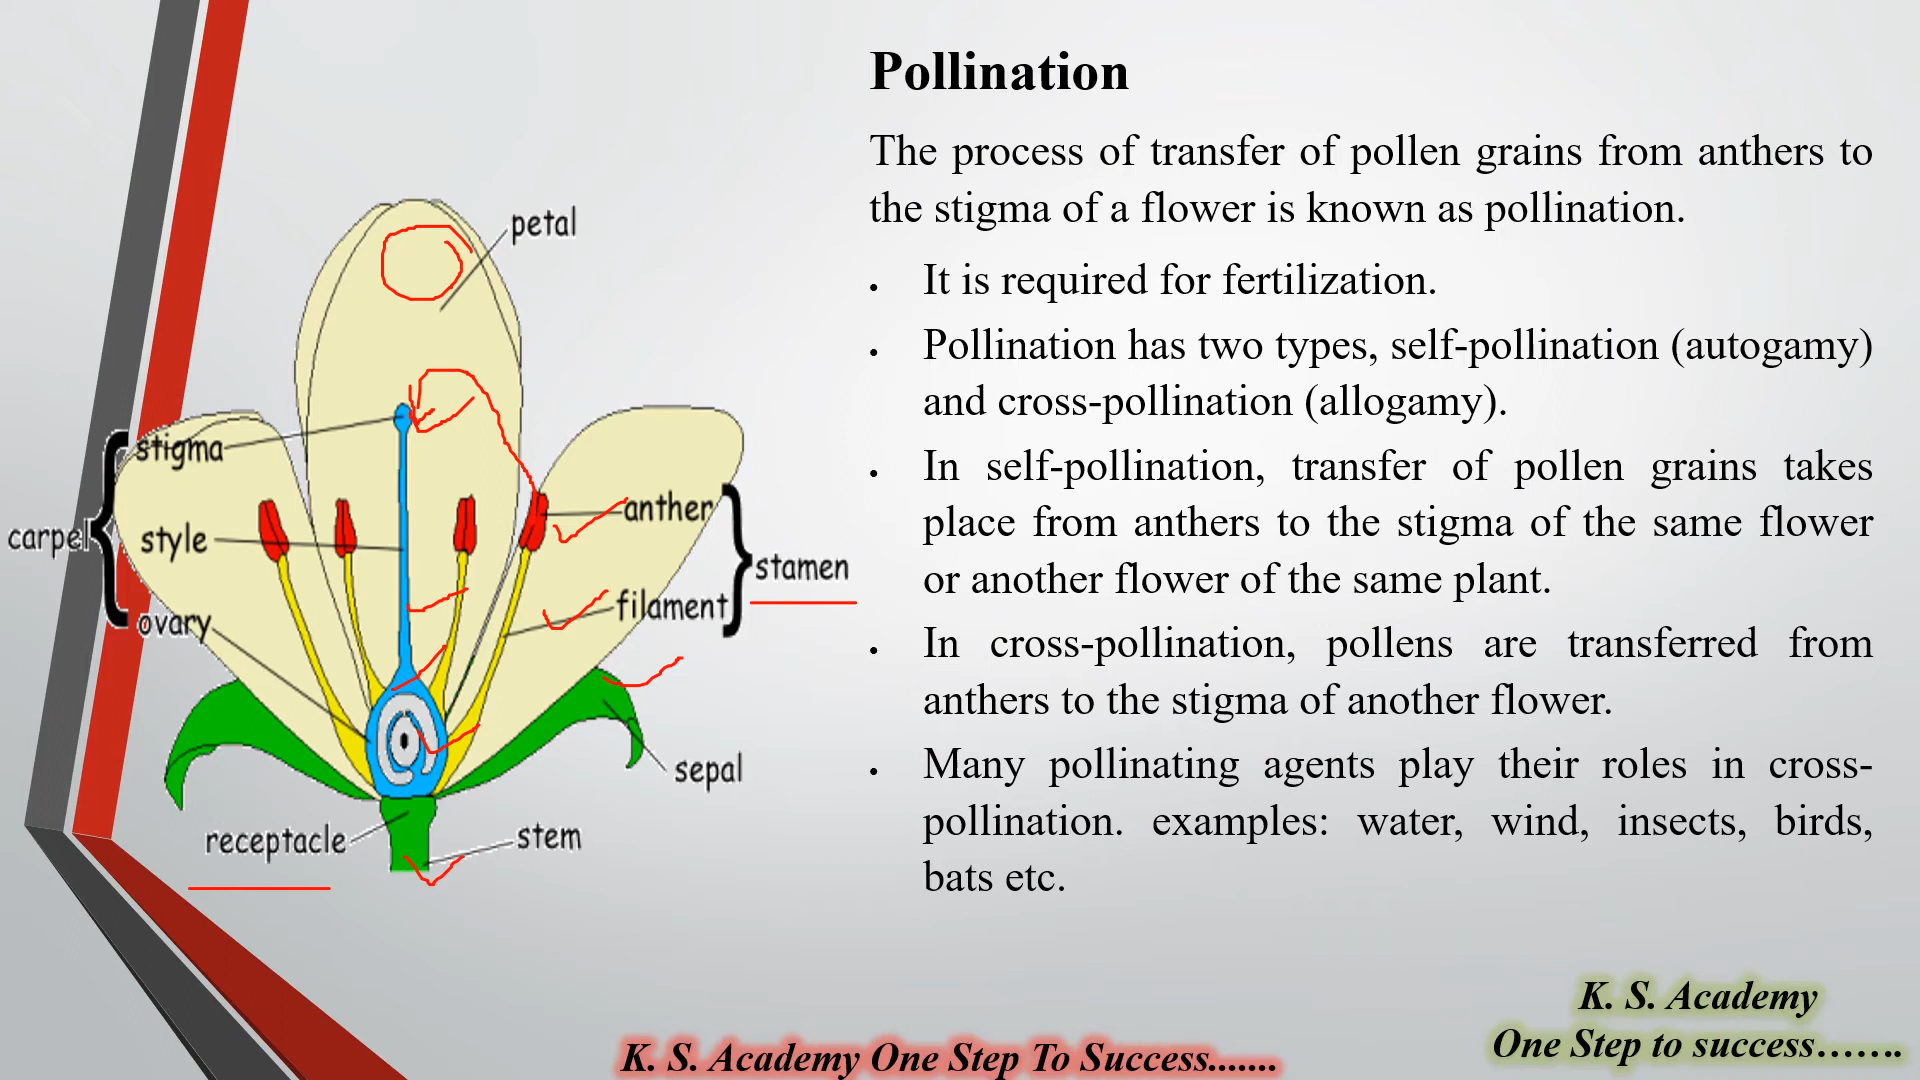 Pollination
The process of transfer of pollen grains from anthers to
the stigma of a flower is known as pollination.
• It is required for fertilization.
• Pollination has two types, self-pollination (autogamy)
and cross-pollination (allogamy).
• In self-pollination, transfer of pollen grains takes
place from anthers to the stigma of the same flower
or another flower of the same plant.
• In cross-pollination, pollens are transferred from
anthers to the stigma of another flower.
• Many pollinating agents play their roles in cross-
pollination. examples: water, wind, insects, birds,
bats etc.
petal
stigma
anther
carpel
style
stamen
filament
ovary
sepal
receptacle
stem
K. S. Academy
One Step to success…….
K. S. Academy One Step To Success.......